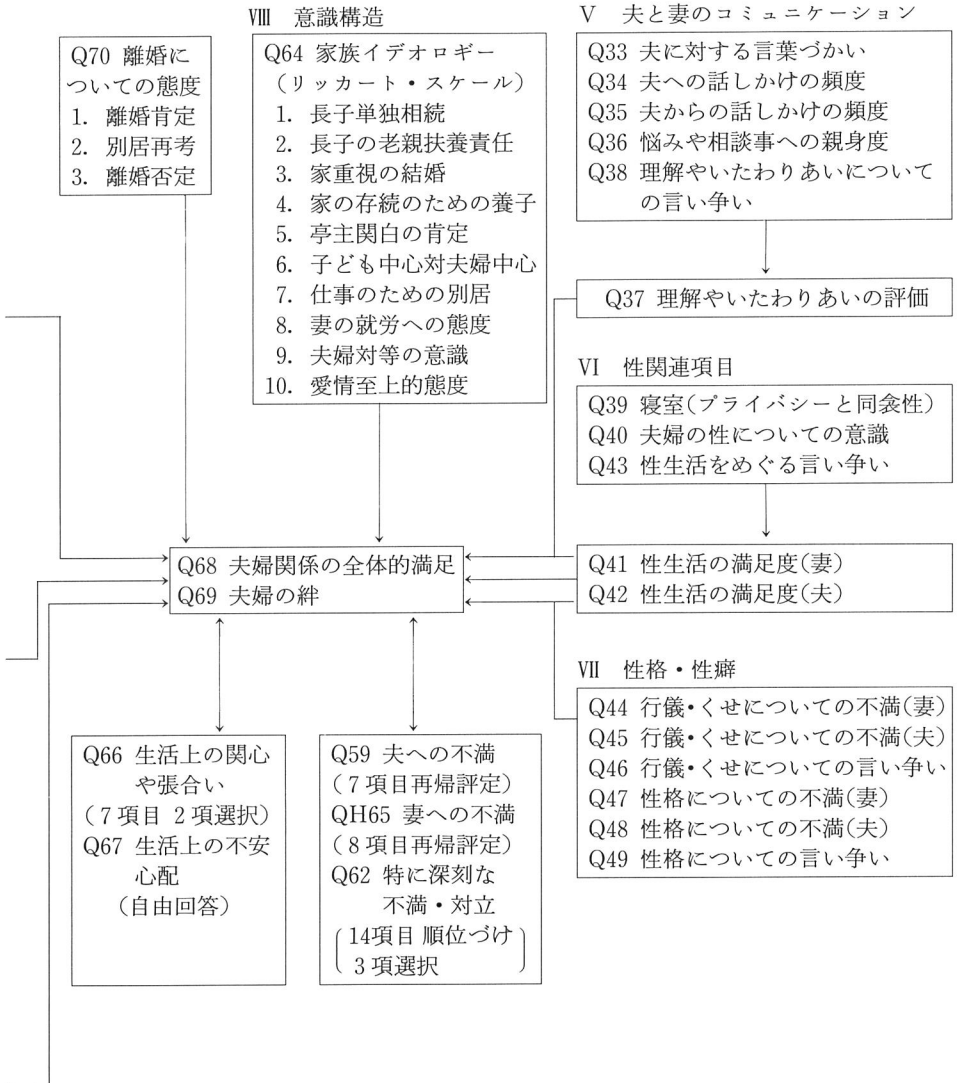 Q70 離婚に
ついての態度
1. 離婚肯定
2. 別居再考
3. 離婚否定
Ⅷ 意識構造
Q64 家族イデオロギー
(リッカート・スケール)
1. 長子単独相続
2. 長子の老親扶養責任
3. 家重視の結婚
4. 家の存続のための養子
5. 亭主関白の肯定
6. 子ども中心対夫婦中心
7. 仕事のための別居
8. 妻の就労への態度
9. 夫婦対等の意識
10. 愛情至上的態度
Ⅴ 夫と妻のコミュニケーション
Q33 夫に対する言葉づかい
Q34 夫への話しかけの頻度
Q35 夫からの話しかけの頻度
Q36 悩みや相談事への親身度
Q38 理解やいたわりあいについて
の言い争い
Q37 理解やいたわりあいの評価
Ⅵ 性関連項目
Q39 寝室(プライバシーと同衾性)
Q40 夫婦の性についての意識
Q43 性生活をめぐる言い争い
Q41 性生活の満足度(妻)
Q42 性生活の満足度(夫)
Q68 夫婦関係の全体的満足
Q69 夫婦の絆
Ⅶ 性格・性癖
Q44 行儀・くせについての不満(妻)
Q45 行儀・くせについての不満(夫)
Q46 行儀・くせについての言い争い
Q47 性格についての不満(妻)
Q48 性格についての不満(夫)
Q49 性格についての言い争い
Q66 生活上の関心
や張合い
(7項目 2項選択)
Q67 生活上の不安
心配
(自由回答)
Q59 夫への不満
(7項目再帰評定)
QH65 妻への不満
(8項目再帰評定)
Q62 特に深刻な
不満・対立
(14項目 順位づけ
3項選択)